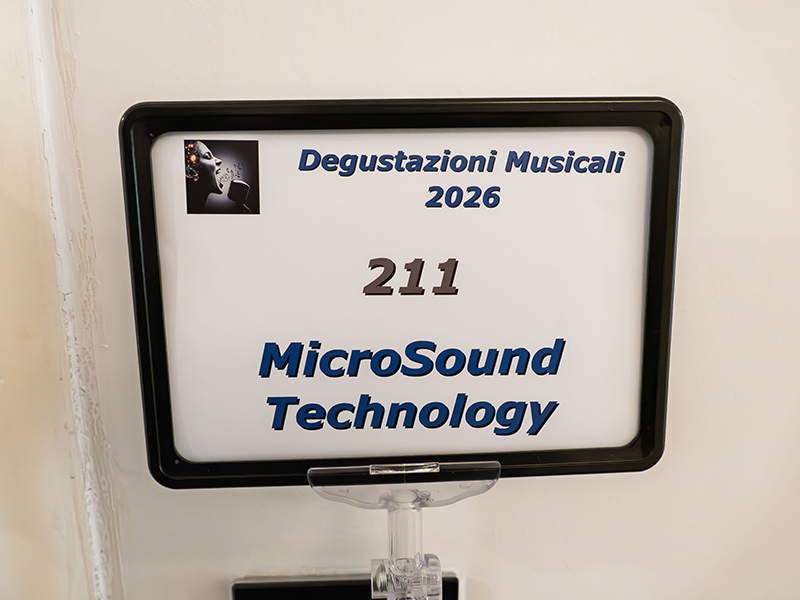 Degustazioni Musicali
2026
211
MicroSound
Technology